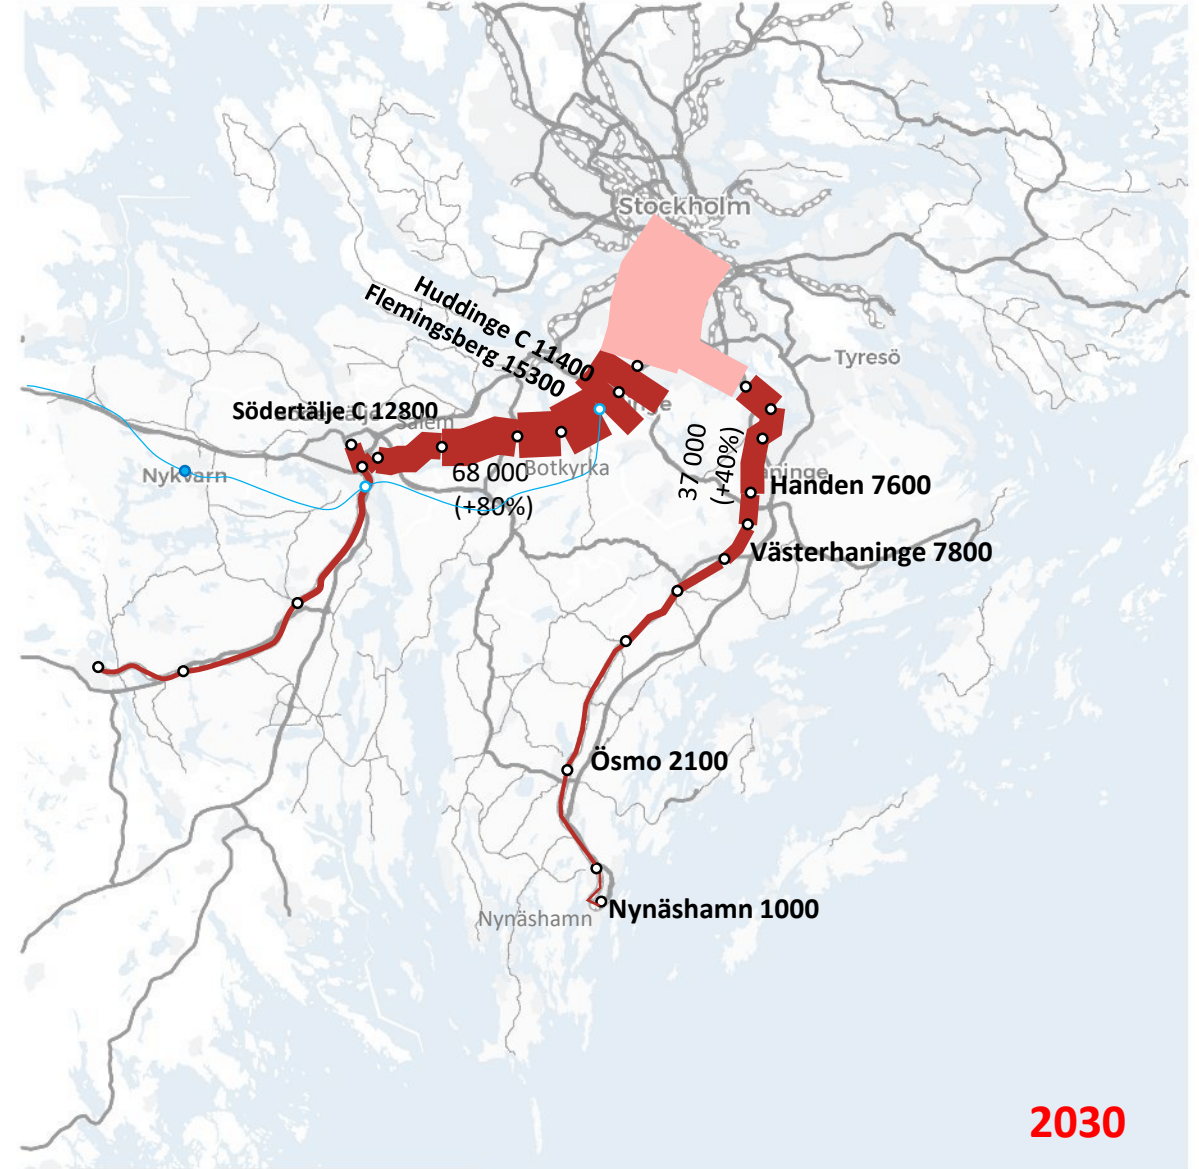 Stockholm
Huddinge C 11400
Flemingsberg 15300
Tyresö
Södertälje C 12800
Salem
Nykvarn
68 000
(+80%)
Botkyrka
37 000
(+40%)
Handen 7600
Västerhaninge 7800
Ösmo 2100
Nynäshamn
Nynäshamn 1000
2030